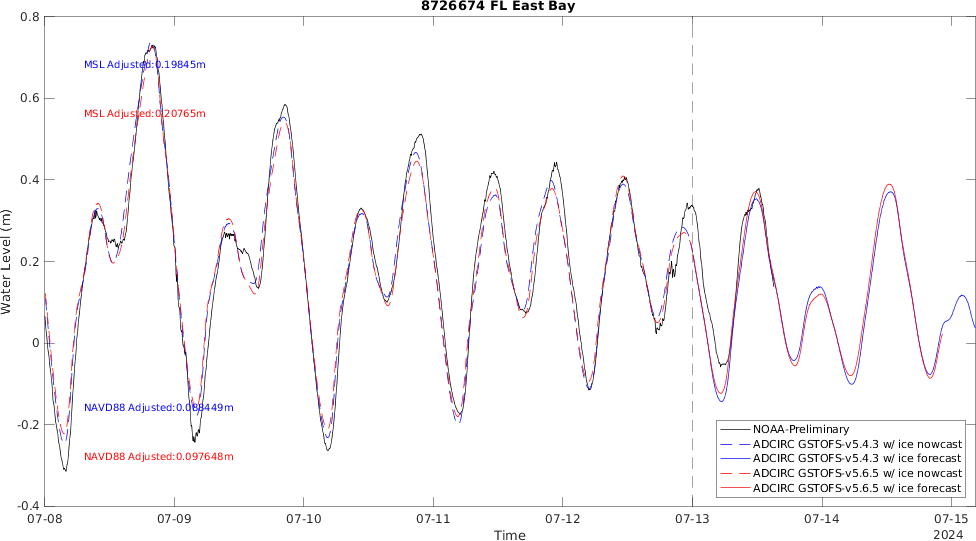 8726674 FL East Bay
0.8
0.6
0.4
0.2
0
-0.2
-0.4
Water Level (m)
MSL Adjusted:0.19845m
MSL Adjusted:0.20765m
NAVD88 Adjusted:0.088449m
NAVD88 Adjusted:0.097648m
NOAA-Preliminary
ADCIRC GSTOFS-v5.4.3 w/ ice nowcast
ADCIRC GSTOFS-v5.4.3 w/ ice forecast
ADCIRC GSTOFS-v5.6.5 w/ ice nowcast
ADCIRC GSTOFS-v5.6.5 w/ ice forecast
07-08 07-09 07-10 07-11 07-12 07-13 07-14 07-15
Time
2024